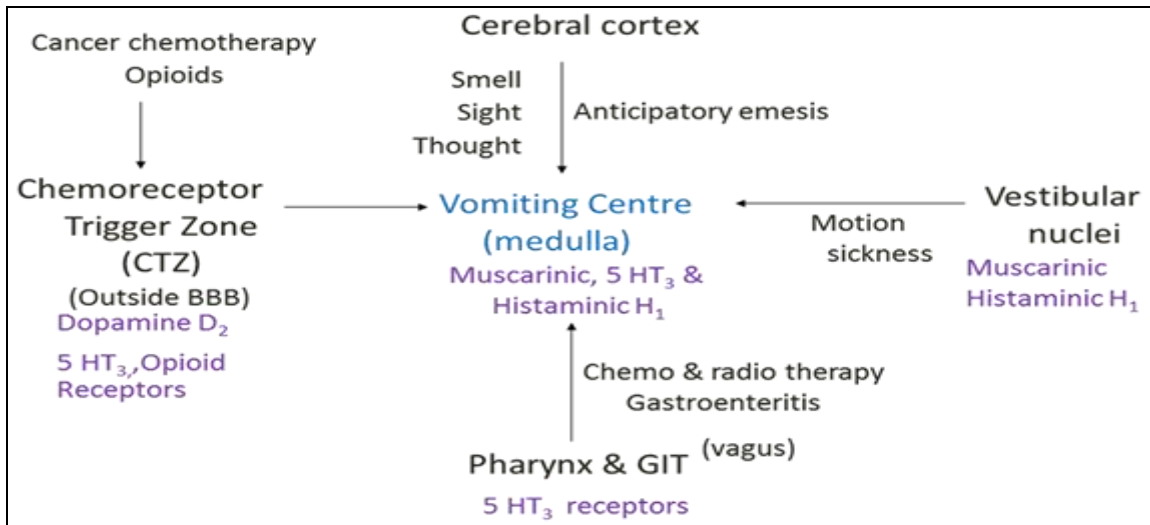 Cancer chemotherapy
Opioids
Cerebral cortex
Smell
Sight
Thought
Anticipatory emesis
Chemoreceptor
Trigger Zone
(CTZ)
(Outside BBB)
Dopamine D₂
5 HT₃,,Opioid
Receptors
Vomiting Centre
(medulla)
Muscarinic, 5 HT₃ &
Histaminic H₁
Motion
sickness
Vestibular
nuclei
Muscarinic
Histaminic H₁
Chemo & radio therapy
Gastroenteritis
(vagus)
Pharynx & GIT
5 HT₃ receptors